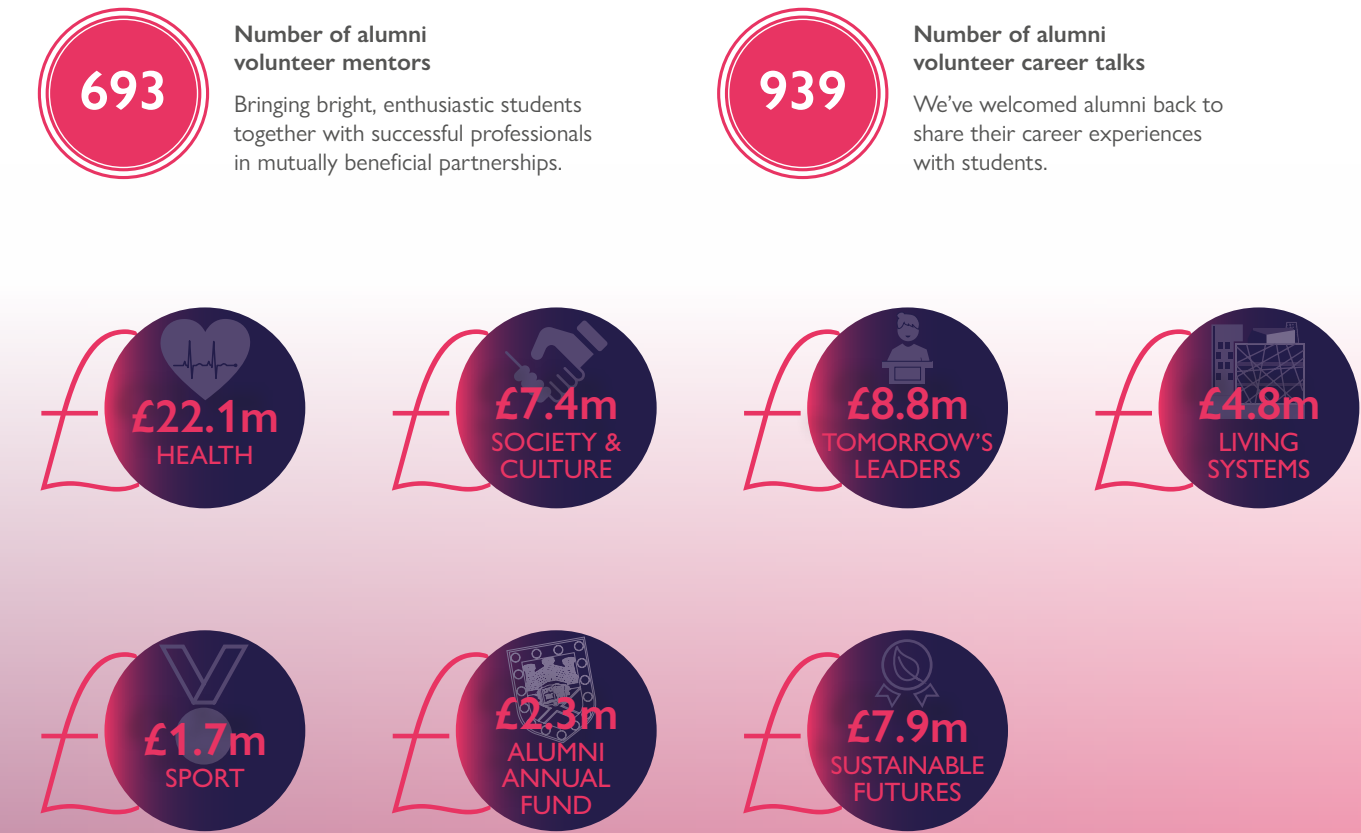 693
Number of alumni
volunteer mentors
Bringing bright, enthusiastic students
together with successful professionals
in mutually beneficial partnerships.
939
Number of alumni
volunteer career talks
We've welcomed alumni back to
share their career experiences
with students.
£22.1m
HEALTH
£7.4m
SOCIETY &
CULTURE
£8.8m
TOMORROW'S
LEADERS
£4.8m
LIVING
SYSTEMS
£1.7m
SPORT
£2.3m
ALUMNI
ANNUAL
FUND
£7.9m
SUSTAINABLE
FUTURES